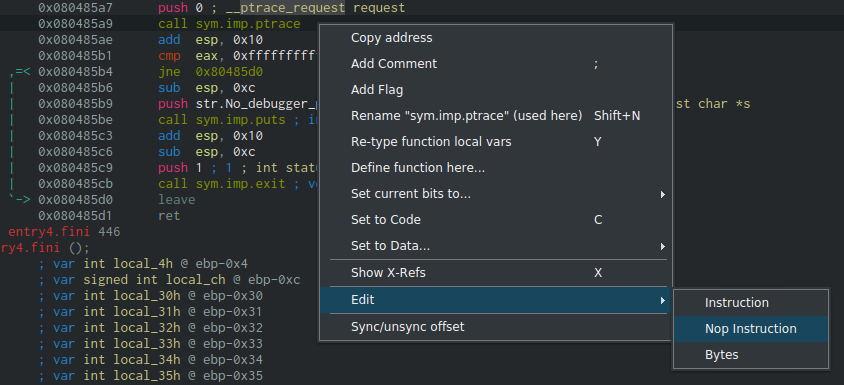 0x080485a7 push 0 ; __ptrace_request request
0x080485a9 call sym.imp.ptrace
0x080485ae add esp, 0x10
0x080485b1 cmp eax, 0xfffffffff
,=< 0x080485b4 jne 0x80485d0
| 0x080485b6 sub esp, 0xc
| 0x080485b9 push str.No_debugger_p st char *s
| 0x080485be call sym.imp.puts ; in
| 0x080485c3 add esp, 0x10
| 0x080485c6 sub esp, 0xc
| 0x080485c9 push 1 ; 1 ; int statu
| 0x080485cb call sym.imp.exit ; vo
`-> 0x080485d0 leave
0x080485d1 ret
entry4.fini 446
ry4.fini ();
; var int local_4h @ ebp-0x4
; var signed int local_ch @ ebp-0xc
; var int local_30h @ ebp-0x30
; var int local_31h @ ebp-0x31
; var int local_32h @ ebp-0x32
; var int local_33h @ ebp-0x33
; var int local_34h @ ebp-0x34
; var int local_35h @ ebp-0x35
Copy address
Add Comment ;
Add Flag
Rename "sym.imp.ptrace" (used here) Shift+N
Re-type function local vars Y
Define function here...
Set current bits to...
Set to Code C
Set to Data...
Show X-Refs X
Edit
Sync/unsync offset
Instruction
Nop Instruction
Bytes